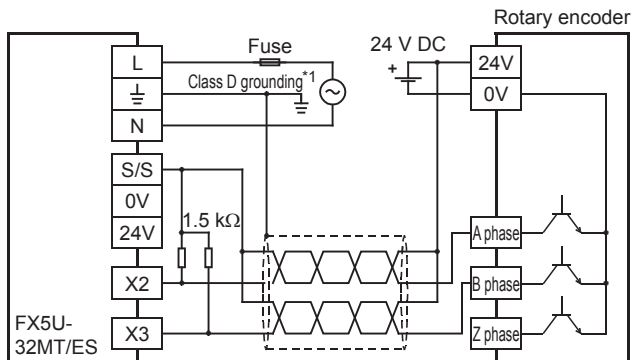 Rotary encoder
Fuse
24 V DC
L
Class D grounding*1
+
24V
0V
N
S/S
0V
24V
1.5 kΩ
A phase
X2
B phase
FX5U-
32MT/ES
X3
Z phase